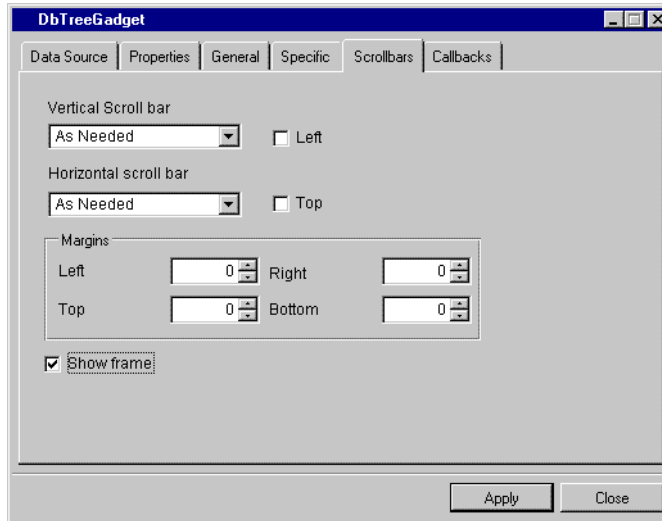 DbTreeGadget
Data Source Properties General Specific Scrollbars Callbacks
Vertical Scroll bar
As Needed Left
Horizontal scroll bar
As Needed Top
Margins
Left 0 Right 0
Top 0 Bottom 0
Show frame
Apply Close